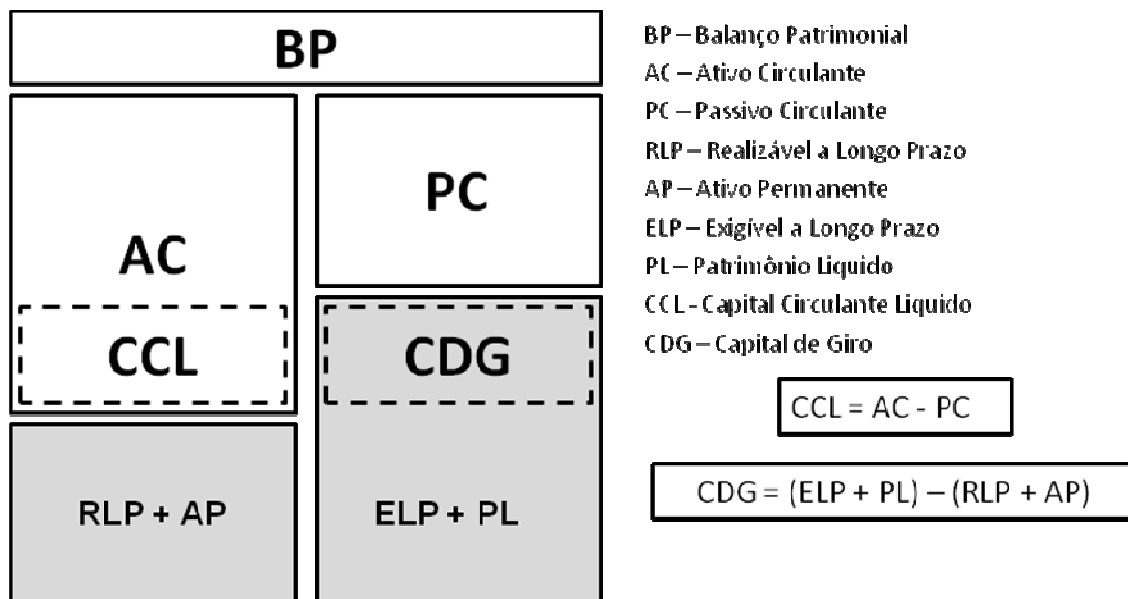 BP
AC
CCL
RLP + AP
PC
CDG
ELP + PL
BP – Balanço Patrimonial
AC – Ativo Circulante
PC – Passivo Circulante
RLP – Realizável a Longo Prazo
AP – Ativo Permanente
ELP – Exigível a Longo Prazo
PL – Patrimônio Liquido
CCL - Capital Circulante Liquido
CDG – Capital de Giro
CCL = AC - PC
CDG = (ELP + PL) – (RLP + AP)